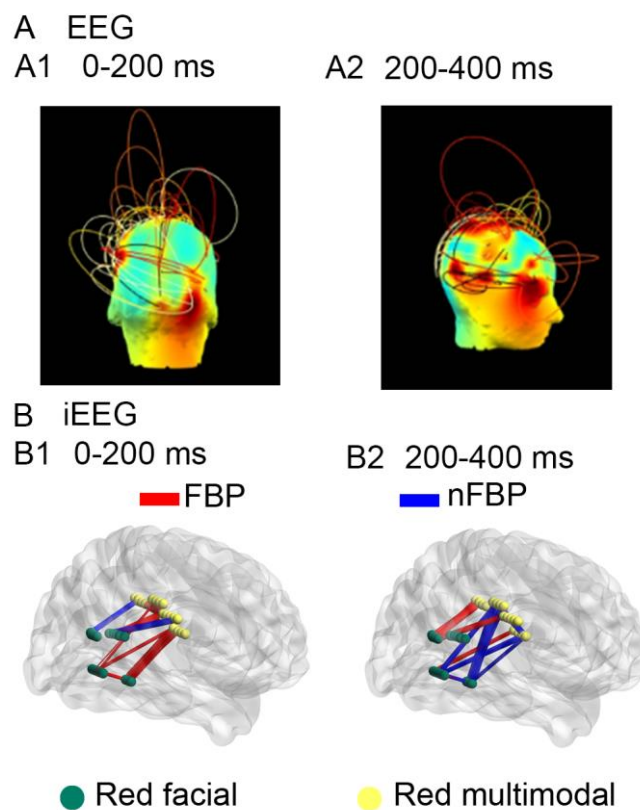 A EEG
A1 0-200 ms
A2 200-400 ms
B iEEG
B1 0-200 ms
B2 200-400 ms
FBP
nFBP
Red facial
Red multimodal